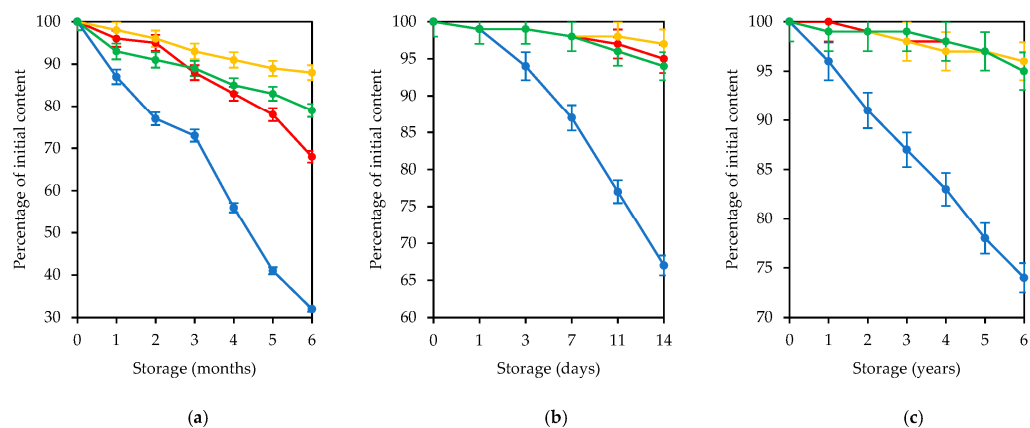 100
90
80
70
60
50
40
30
Percentage of initial content
0 1 2 3 4 5 6
Storage (months)
(a)
100
95
90
85
80
75
70
65
60
Percentage of initial content
0 1 3 7 11 14
Storage (days)
(b)
100
95
90
85
80
75
70
Percentage of initial content
0 1 2 3 4 5 6
Storage (years)
(c)